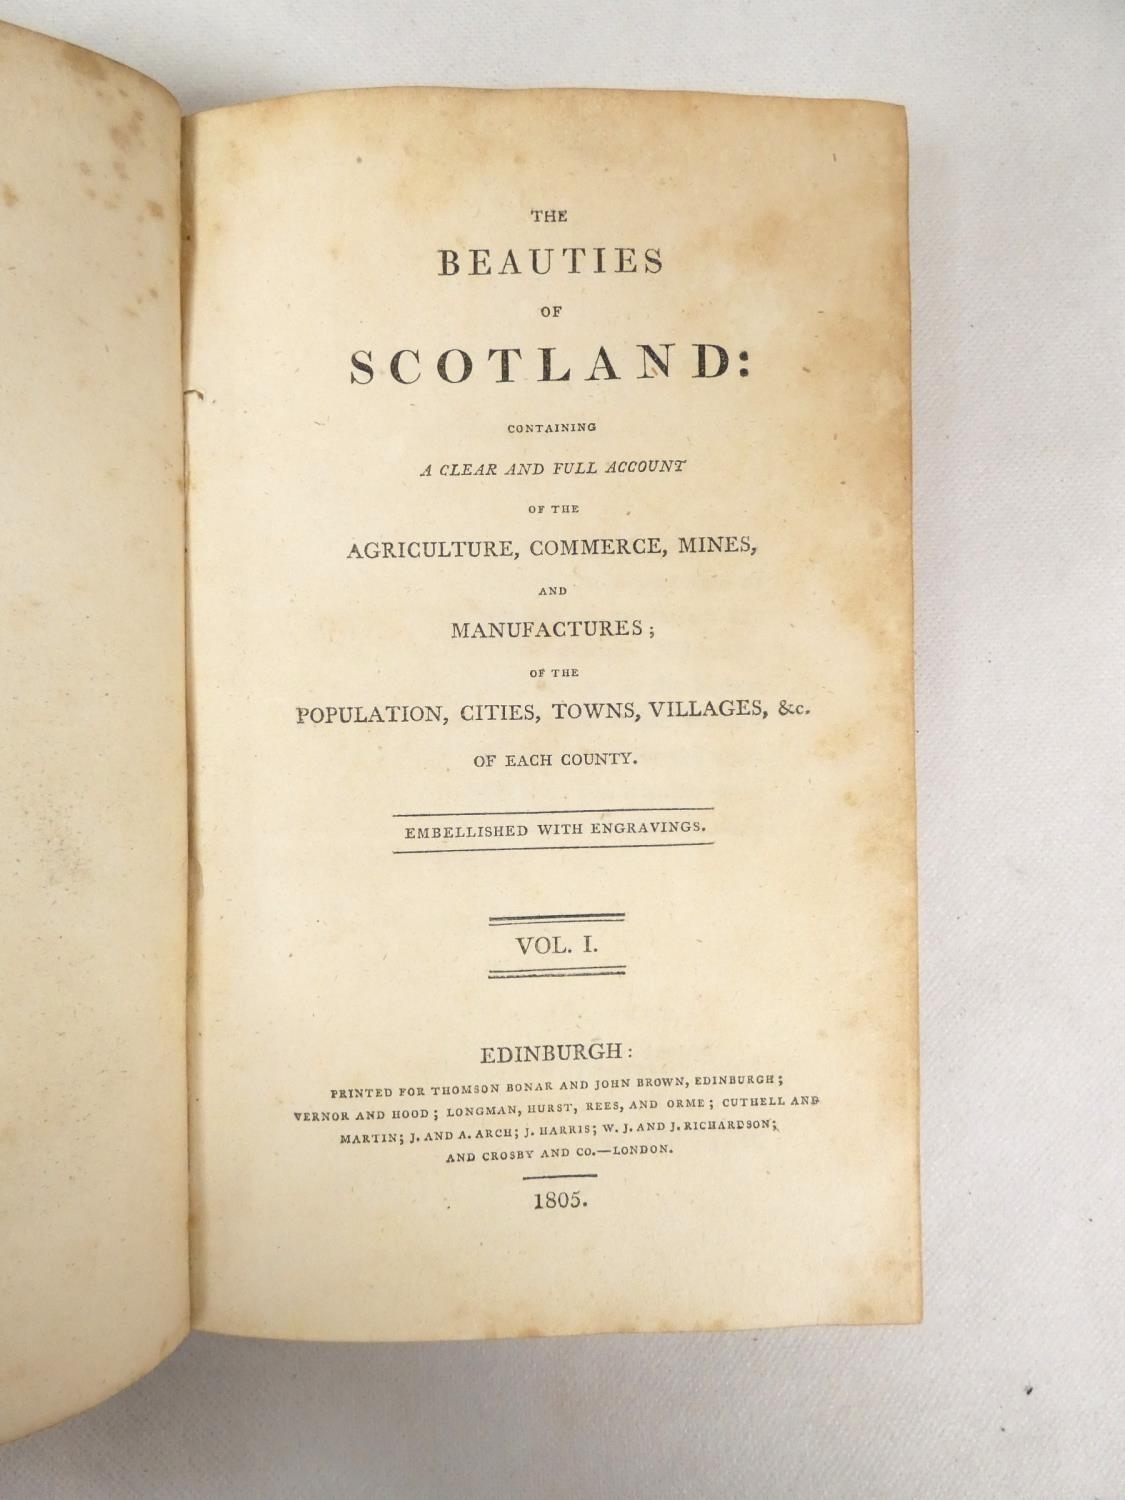 THE
BEAUTIES
OF
SCOTLAND:
CONTAINING
A CLEAR AND FULL ACCOUNT
OF THE
AGRICULTURE, COMMERCE, MINES,
AND
MANUFACTURES;
OF THE
POPULATION, CITIES, TOWNS, VILLAGES, &c.
OF EACH COUNTY.
EMBELLISHED WITH ENGRAVINGS.
VOL. I.
EDINBURGH:
PRINTED FOR THOMSON BONAR AND JOHN BROWN, EDINBURGH;
VERNOR AND HOOD; LONGMAN, HURST, REES, AND ORME; CUTHELL AND
MARTIN; J. AND A. ARCH; J. HARRIS; W. J. AND J. RICHARDSON;
AND CROSBY AND CO.—LONDON.
1805.